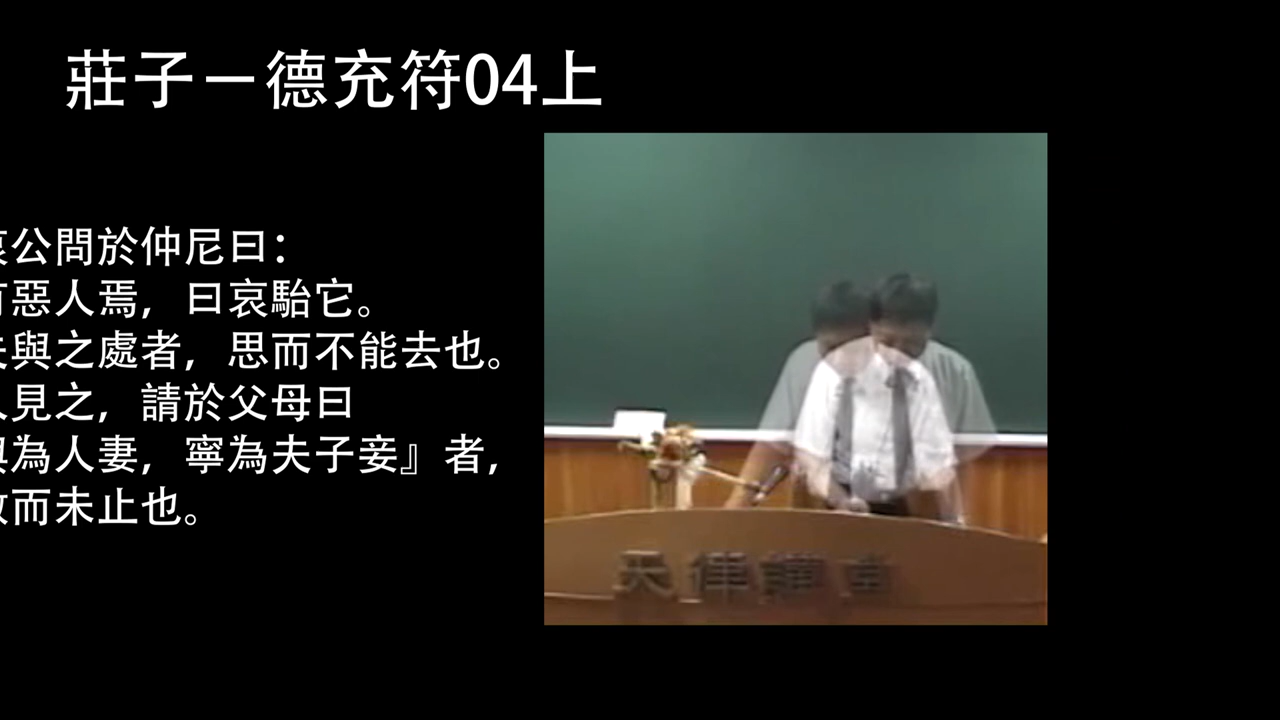 莊子－德充符04上
公問於仲尼曰：
惡人焉，曰哀駘它。
與之處者，思而不能去也。
見之，請於父母曰
為人妻，寧為夫子妾』者，
而未止也。
天